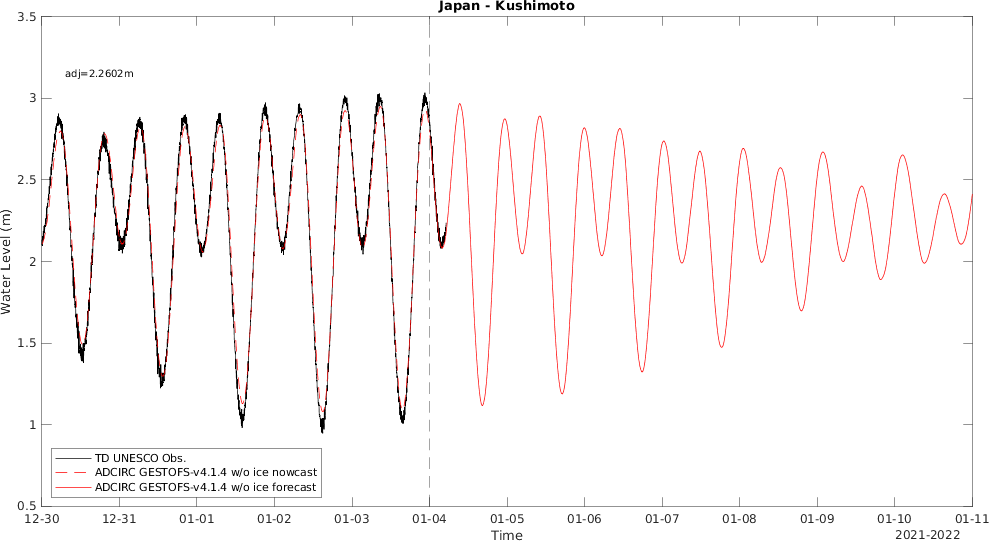 Japan - Kushimoto
3.5
3
2.5
2
1.5
1
0.5
Water Level (m)
adj=2.2602m
TD UNESCO Obs.
ADCIRC GESTOFS-v4.1.4 w/o ice nowcast
ADCIRC GESTOFS-v4.1.4 w/o ice forecast
12-30 12-31 01-01 01-02 01-03 01-04 01-05 01-06 01-07 01-08 01-09 01-10 01-11
Time
2021-2022